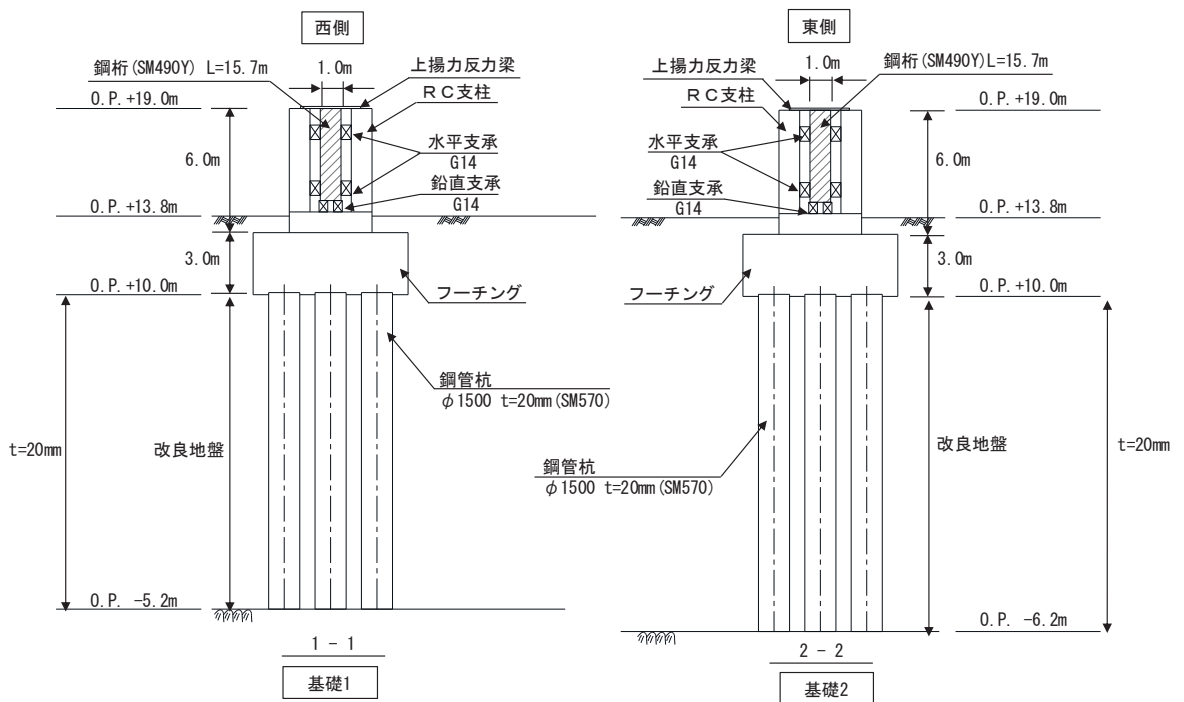 西側
鋼桁(SM490Y) L=15.7m
1.0m
上揚力反力梁
RC支柱
O.P.+19.0m
6.0m
水平支承
G14
鉛直支承
G14
O.P.+13.8m
3.0m
O.P.+10.0m
フーチング
鋼管杭
φ1500 t=20mm(SM570)
t=20mm
改良地盤
O.P. -5.2m
1 - 1
基礎1
東側
上揚力反力梁
1.0m
鋼桁(SM490Y)L=15.7m
RC支柱
O.P.+19.0m
水平支承
G14
6.0m
鉛直支承
G14
O.P.+13.8m
3.0m
フーチング
O.P.+10.0m
改良地盤
t=20mm
鋼管杭
φ1500 t=20mm(SM570)
O.P. -6.2m
2 - 2
基礎2